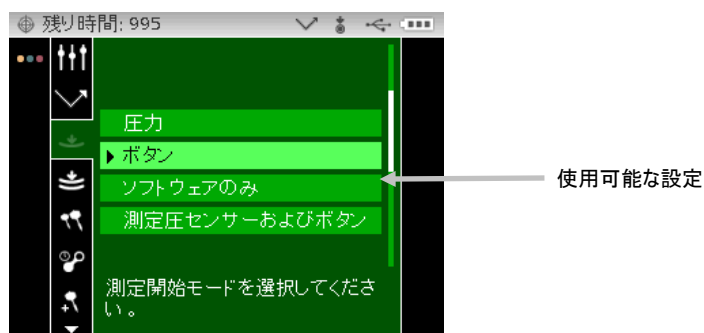 残り時間: 995
圧力
ボタン
使用可能な設定
ソフトウェアのみ
測定圧センサーおよびボタン
測定開始モードを選択してくださ
い。